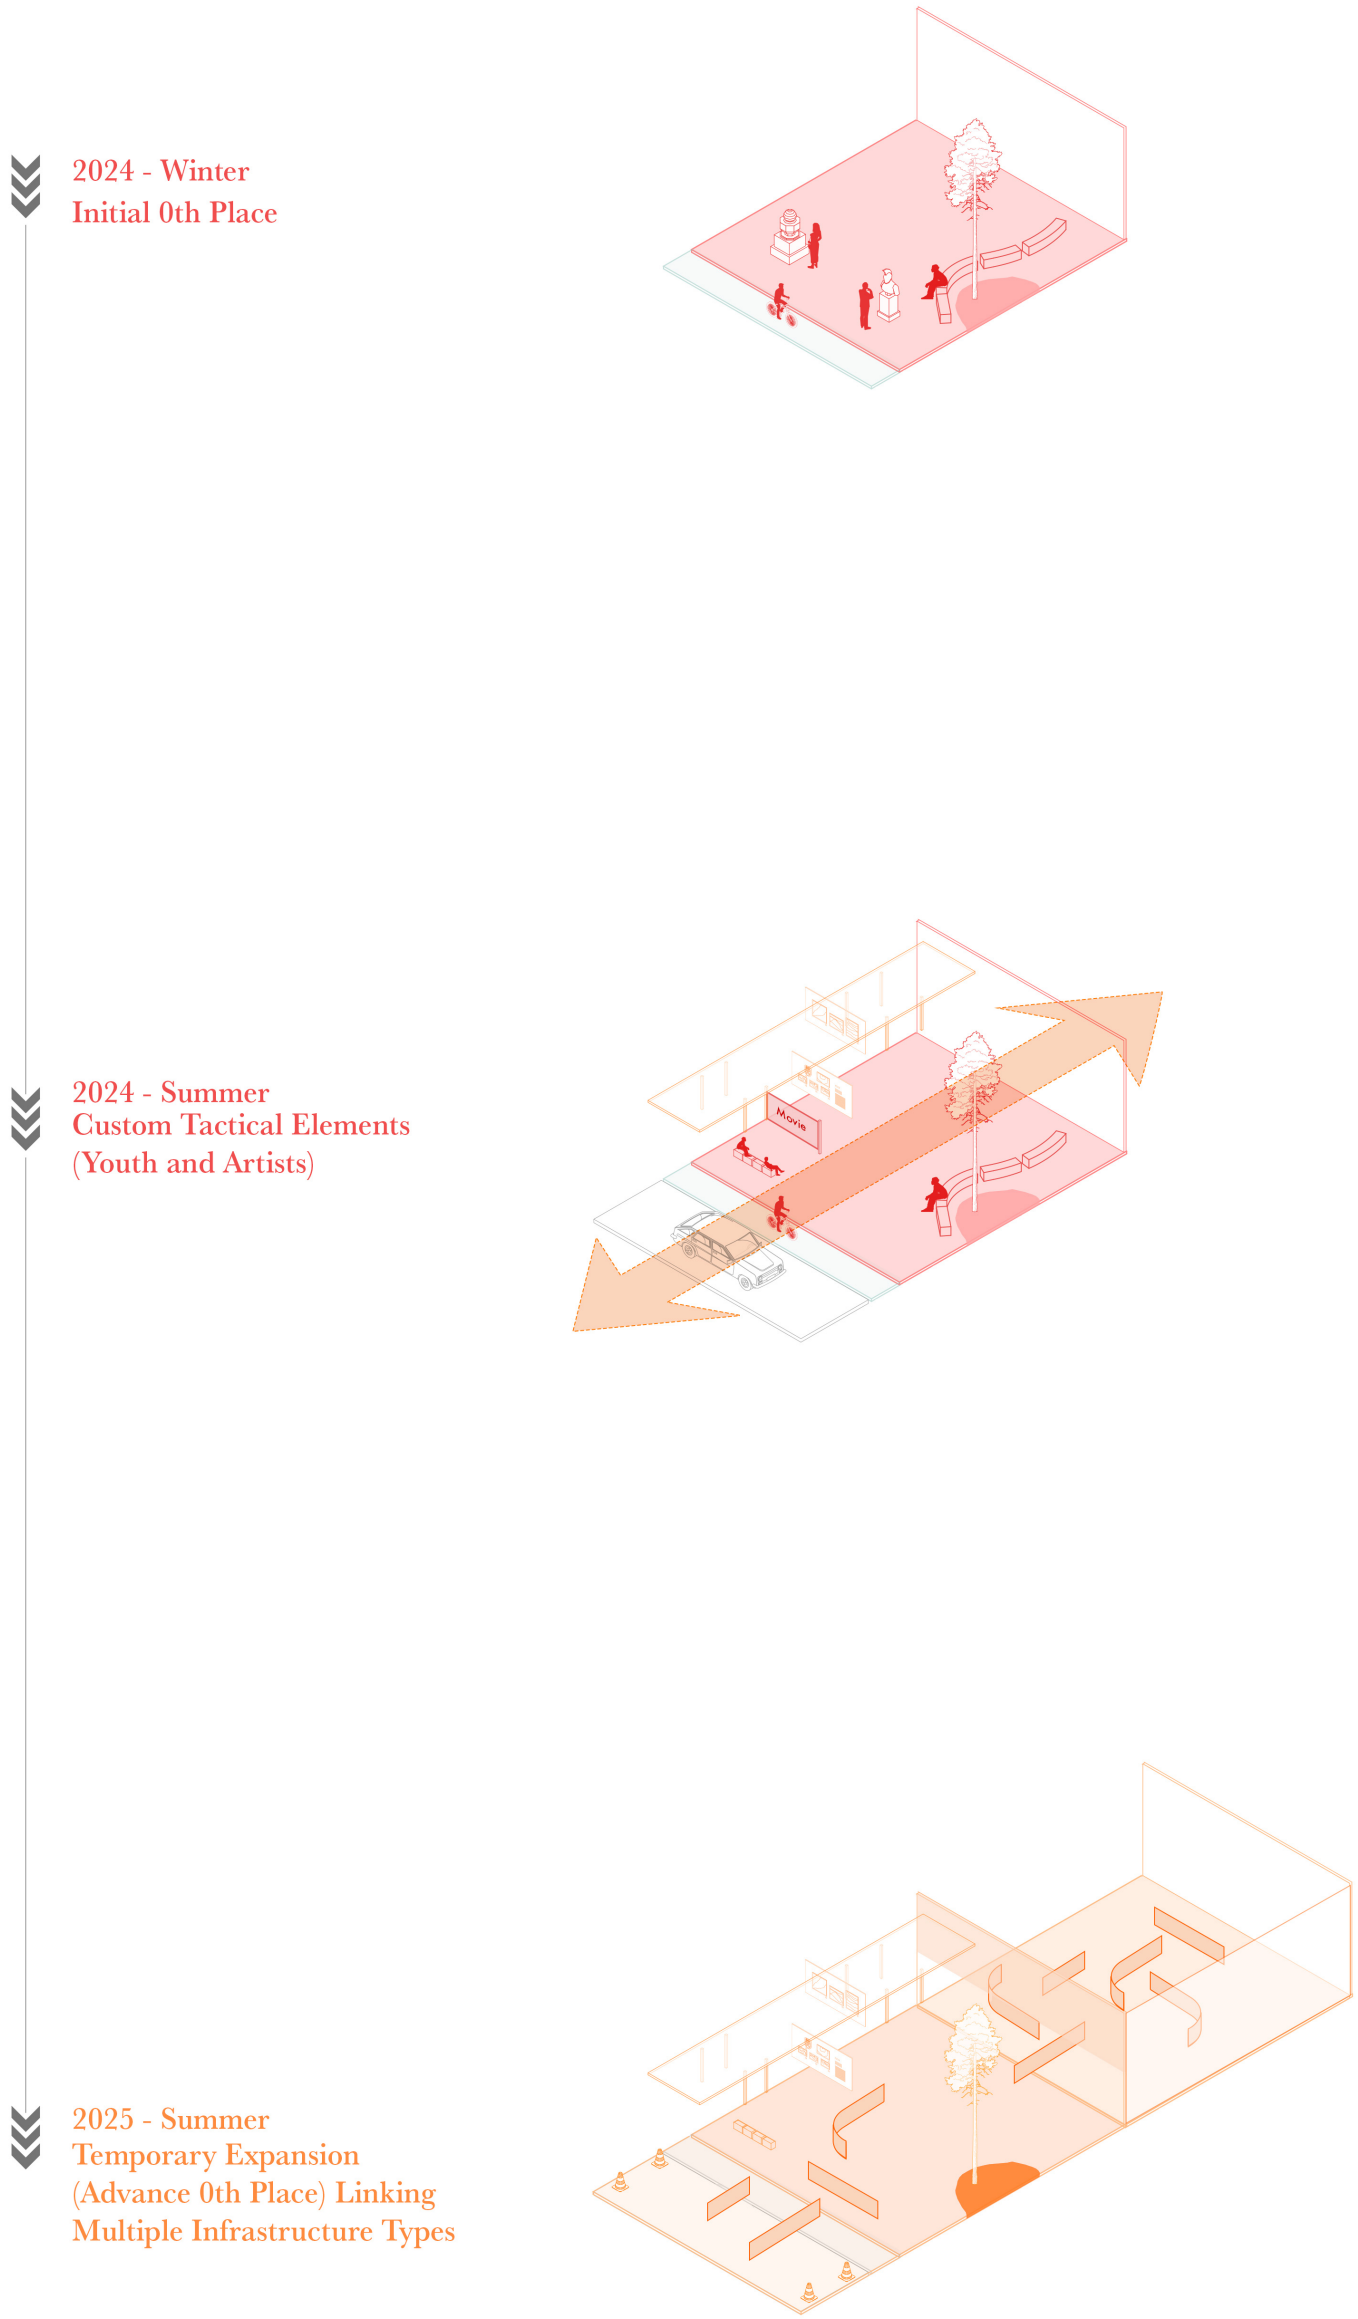 2024 - Winter
Initial 0th Place
2024 - Summer
Custom Tactical Elements
(Youth and Artists)
Movie
2025 - Summer
Temporary Expansion
(Advance 0th Place) Linking
Multiple Infrastructure Types